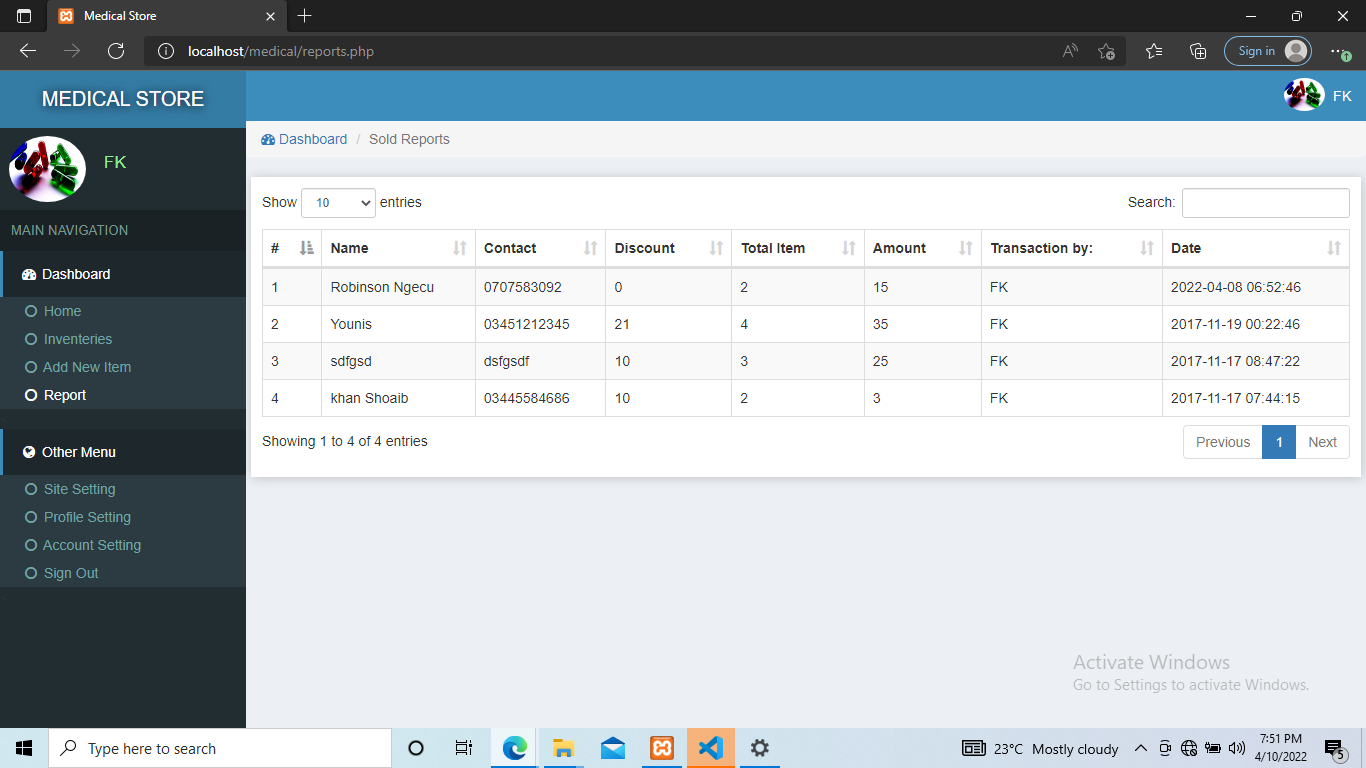 Medical Store
localhost/medical/reports.php
Sign in
MEDICAL STORE
FK
FK
Dashboard / Sold Reports
MAIN NAVIGATION
Dashboard
Home
Inventeries
Add New Item
Report
Other Menu
Site Setting
Profile Setting
Account Setting
Sign Out
Show 10 entries Search:
# Name Contact Discount Total Item Amount Transaction by: Date
1 Robinson Ngecu 0707583092 0 2 15 FK 2022-04-08 06:52:46
2 Younis 03451212345 21 4 35 FK 2017-11-19 00:22:46
3 sdfgsd dsfgsdf 10 3 25 FK 2017-11-17 08:47:22
4 khan Shoaib 03445584686 10 2 3 FK 2017-11-17 07:44:15
Showing 1 to 4 of 4 entries Previous 1 Next
Activate Windows
Go to Settings to activate Windows.
Type here to search
23°C Mostly cloudy
7:51 PM
4/10/2022
5